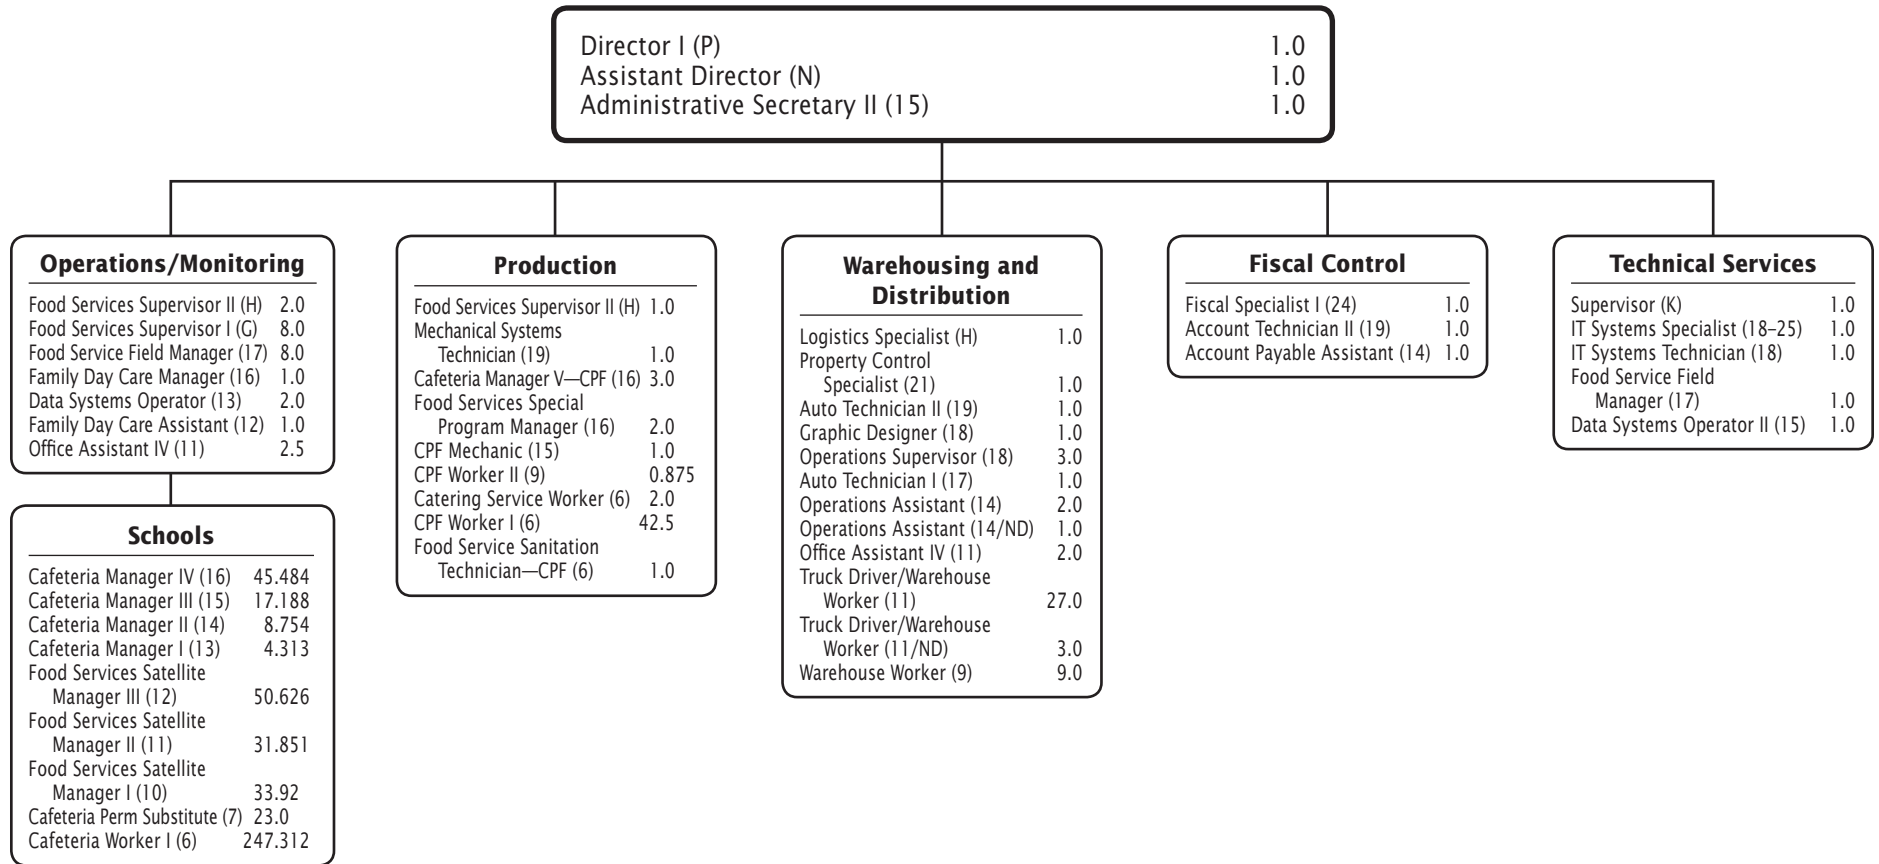 Director I (P) 1.0
Assistant Director (N) 1.0
Administrative Secretary II (15) 1.0
Operations/Monitoring
Food Services Supervisor II (H) 2.0
Food Services Supervisor I (G) 8.0
Food Service Field Manager (17) 8.0
Family Day Care Manager (16) 1.0
Data Systems Operator (13) 2.0
Family Day Care Assistant (12) 1.0
Office Assistant IV (11) 2.5
Schools
Cafeteria Manager IV (16) 45.484
Cafeteria Manager III (15) 17.188
Cafeteria Manager II (14) 8.754
Cafeteria Manager I (13) 4.313
Food Services Satellite
Manager III (12) 50.626
Food Services Satellite
Manager II (11) 31.851
Food Services Satellite
Manager I (10) 33.92
Cafeteria Perm Substitute (7) 23.0
Cafeteria Worker I (6) 247.312
Production
Food Services Supervisor II (H) 1.0
Mechanical Systems
Technician (19) 1.0
Cafeteria Manager V—CPF (16) 3.0
Food Services Special
Program Manager (16) 2.0
CPF Mechanic (15) 1.0
CPF Worker II (9) 0.875
Catering Service Worker (6) 2.0
CPF Worker I (6) 42.5
Food Service Sanitation
Technician—CPF (6) 1.0
Warehousing and
Distribution
Logistics Specialist (H) 1.0
Property Control
Specialist (21) 1.0
Auto Technician II (19) 1.0
Graphic Designer (18) 1.0
Operations Supervisor (18) 3.0
Auto Technician I (17) 1.0
Operations Assistant (14) 2.0
Operations Assistant (14/ND) 1.0
Office Assistant IV (11) 2.0
Truck Driver/Warehouse
Worker (11) 27.0
Truck Driver/Warehouse
Worker (11/ND) 3.0
Warehouse Worker (9) 9.0
Fiscal Control
Fiscal Specialist I (24) 1.0
Account Technician II (19) 1.0
Account Payable Assistant (14) 1.0
Technical Services
Supervisor (K) 1.0
IT Systems Specialist (18–25) 1.0
IT Systems Technician (18) 1.0
Food Service Field
Manager (17) 1.0
Data Systems Operator II (15) 1.0